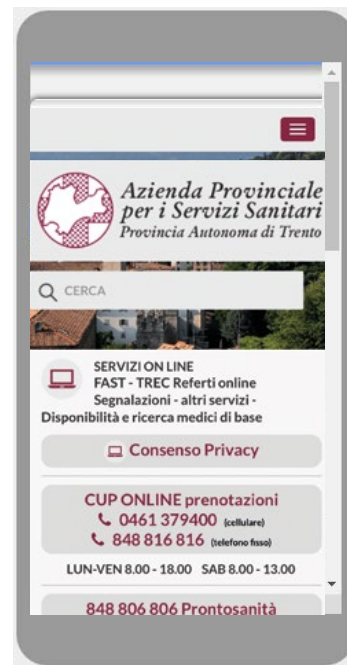 Azienda Provinciale
per i Servizi Sanitari
Provincia Autonoma di Trento
CERCA
SERVIZI ON LINE
FAST - TREC Referti online
Segnalazioni - altri servizi -
Disponibilità e ricerca medici di base
Consenso Privacy
CUP ONLINE prenotazioni
0461 379400 (cellulare)
848 816 816 (telefono fisso)
LUN-VEN 8.00 - 18.00 SAB 8.00 - 13.00
848 806 806 Prontosanità